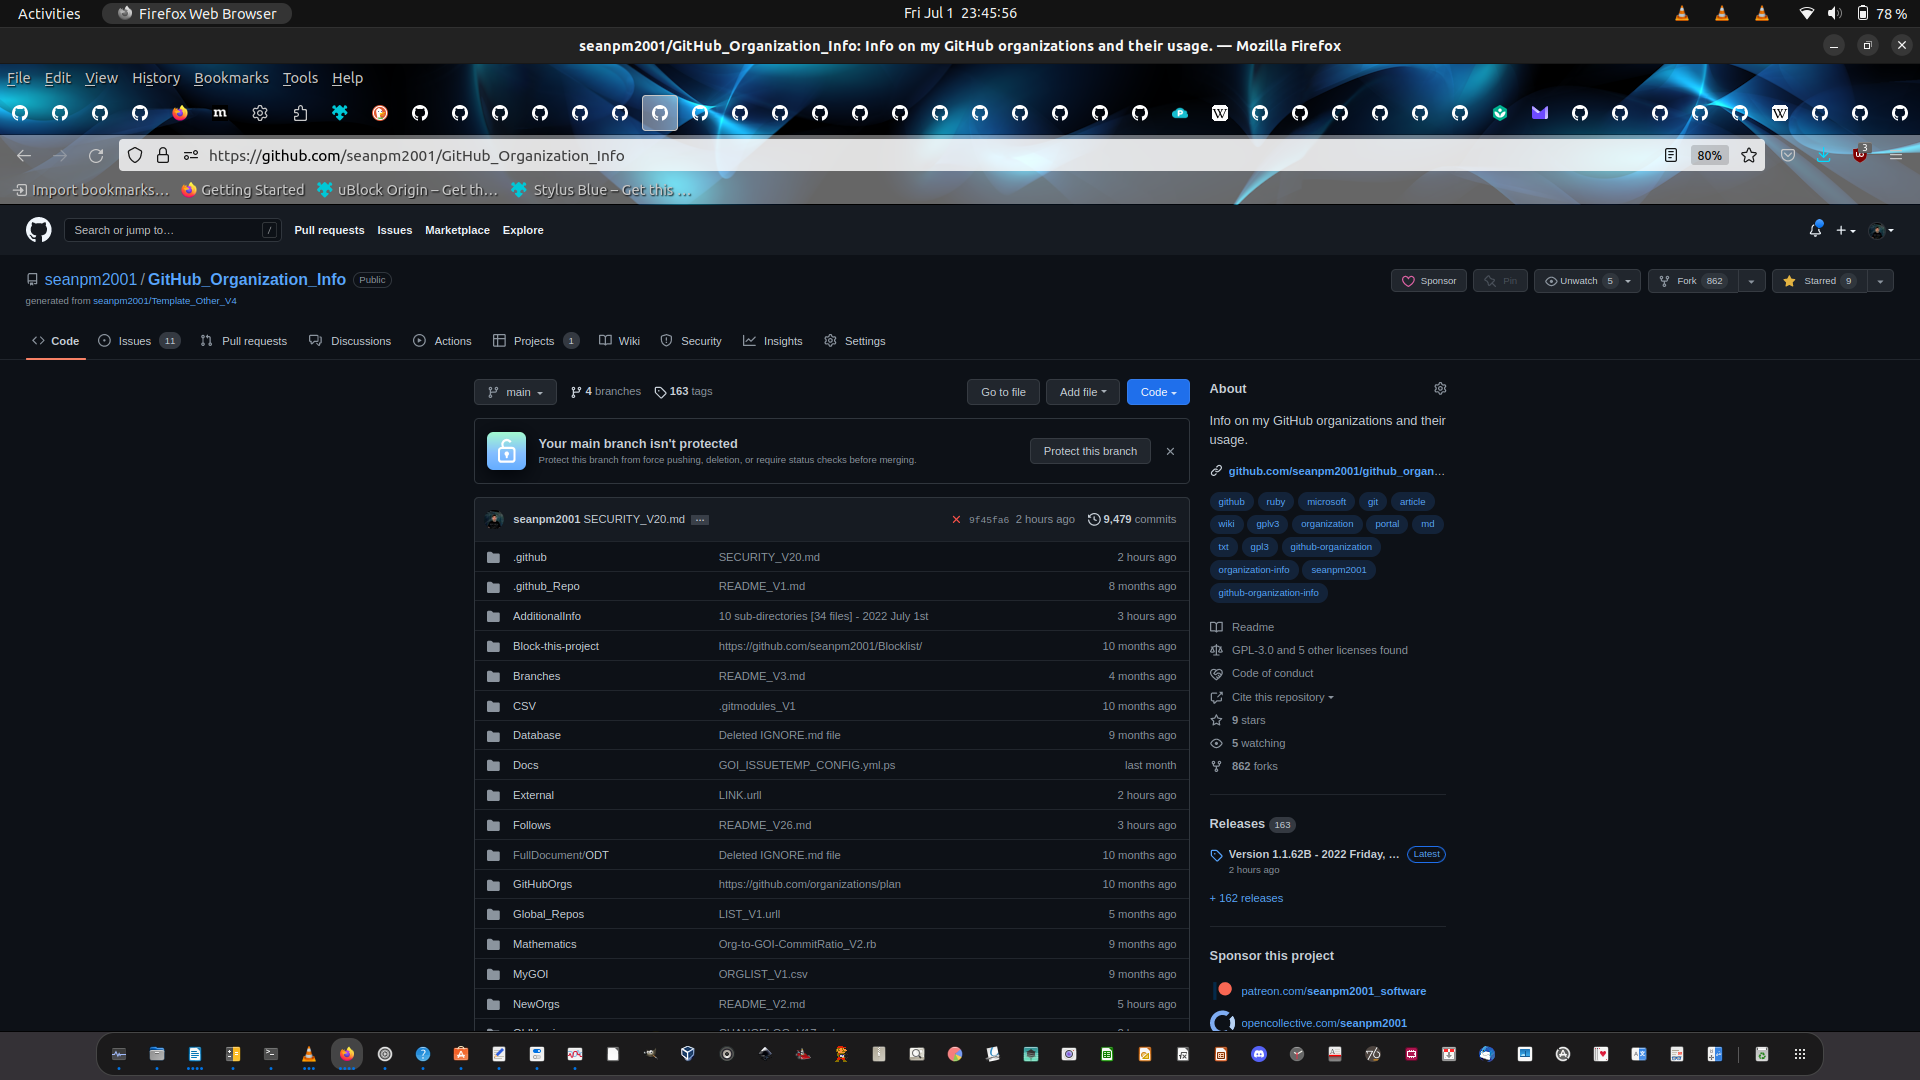 Activities
Firefox Web Browser
Fri Jul 1 23:45:56
78 %
seanpm2001/GitHub_Organization_Info: Info on my GitHub organizations and their usage. — Mozilla Firefox
File Edit View History Bookmarks Tools Help
https://github.com/seanpm2001/GitHub_Organization_Info
80%
3
Import bookmarks…
Getting Started
uBlock Origin – Get th…
Stylus Blue – Get this …
Search or jump to…
/
Pull requests
Issues
Marketplace
Explore
seanpm2001 / GitHub_Organization_Info
Public
Sponsor
Pin
Unwatch 5
Fork 862
Starred 9
generated from seanpm2001/Template_Other_V4
Code
Issues 11
Pull requests
Discussions
Actions
Projects 1
Wiki
Security
Insights
Settings
main
4 branches
163 tags
Go to file
Add file
Code
Your main branch isn't protected
Protect this branch from force pushing, deletion, or require status checks before merging.
Protect this branch
seanpm2001 SECURITY_V20.md …
9f45fa6 2 hours ago
9,479 commits
.github SECURITY_V20.md 2 hours ago
.github_Repo README_V1.md 8 months ago
AdditionalInfo 10 sub-directories [34 files] - 2022 July 1st 3 hours ago
Block-this-project https://github.com/seanpm2001/Blocklist/ 10 months ago
Branches README_V3.md 4 months ago
CSV .gitmodules_V1 10 months ago
Database Deleted IGNORE.md file 9 months ago
Docs GOI_ISSUETEMP_CONFIG.yml.ps last month
External LINK.urll 2 hours ago
Follows README_V26.md 3 hours ago
FullDocument/ODT Deleted IGNORE.md file 10 months ago
GitHubOrgs https://github.com/organizations/plan 10 months ago
Global_Repos LIST_V1.urll 5 months ago
Mathematics Org-to-GOI-CommitRatio_V2.rb 9 months ago
MyGOI ORGLIST_V1.csv 9 months ago
NewOrgs README_V2.md 5 hours ago
About
Info on my GitHub organizations and their
usage.
github.com/seanpm2001/github_organ…
github ruby microsoft git article
wiki gplv3 organization portal md
txt gpl3 github-organization
organization-info seanpm2001
github-organization-info
Readme
GPL-3.0 and 5 other licenses found
Code of conduct
Cite this repository
9 stars
5 watching
862 forks
Releases 163
Version 1.1.62B - 2022 Friday, … Latest
2 hours ago
+ 162 releases
Sponsor this project
patreon.com/seanpm2001_software
opencollective.com/seanpm2001